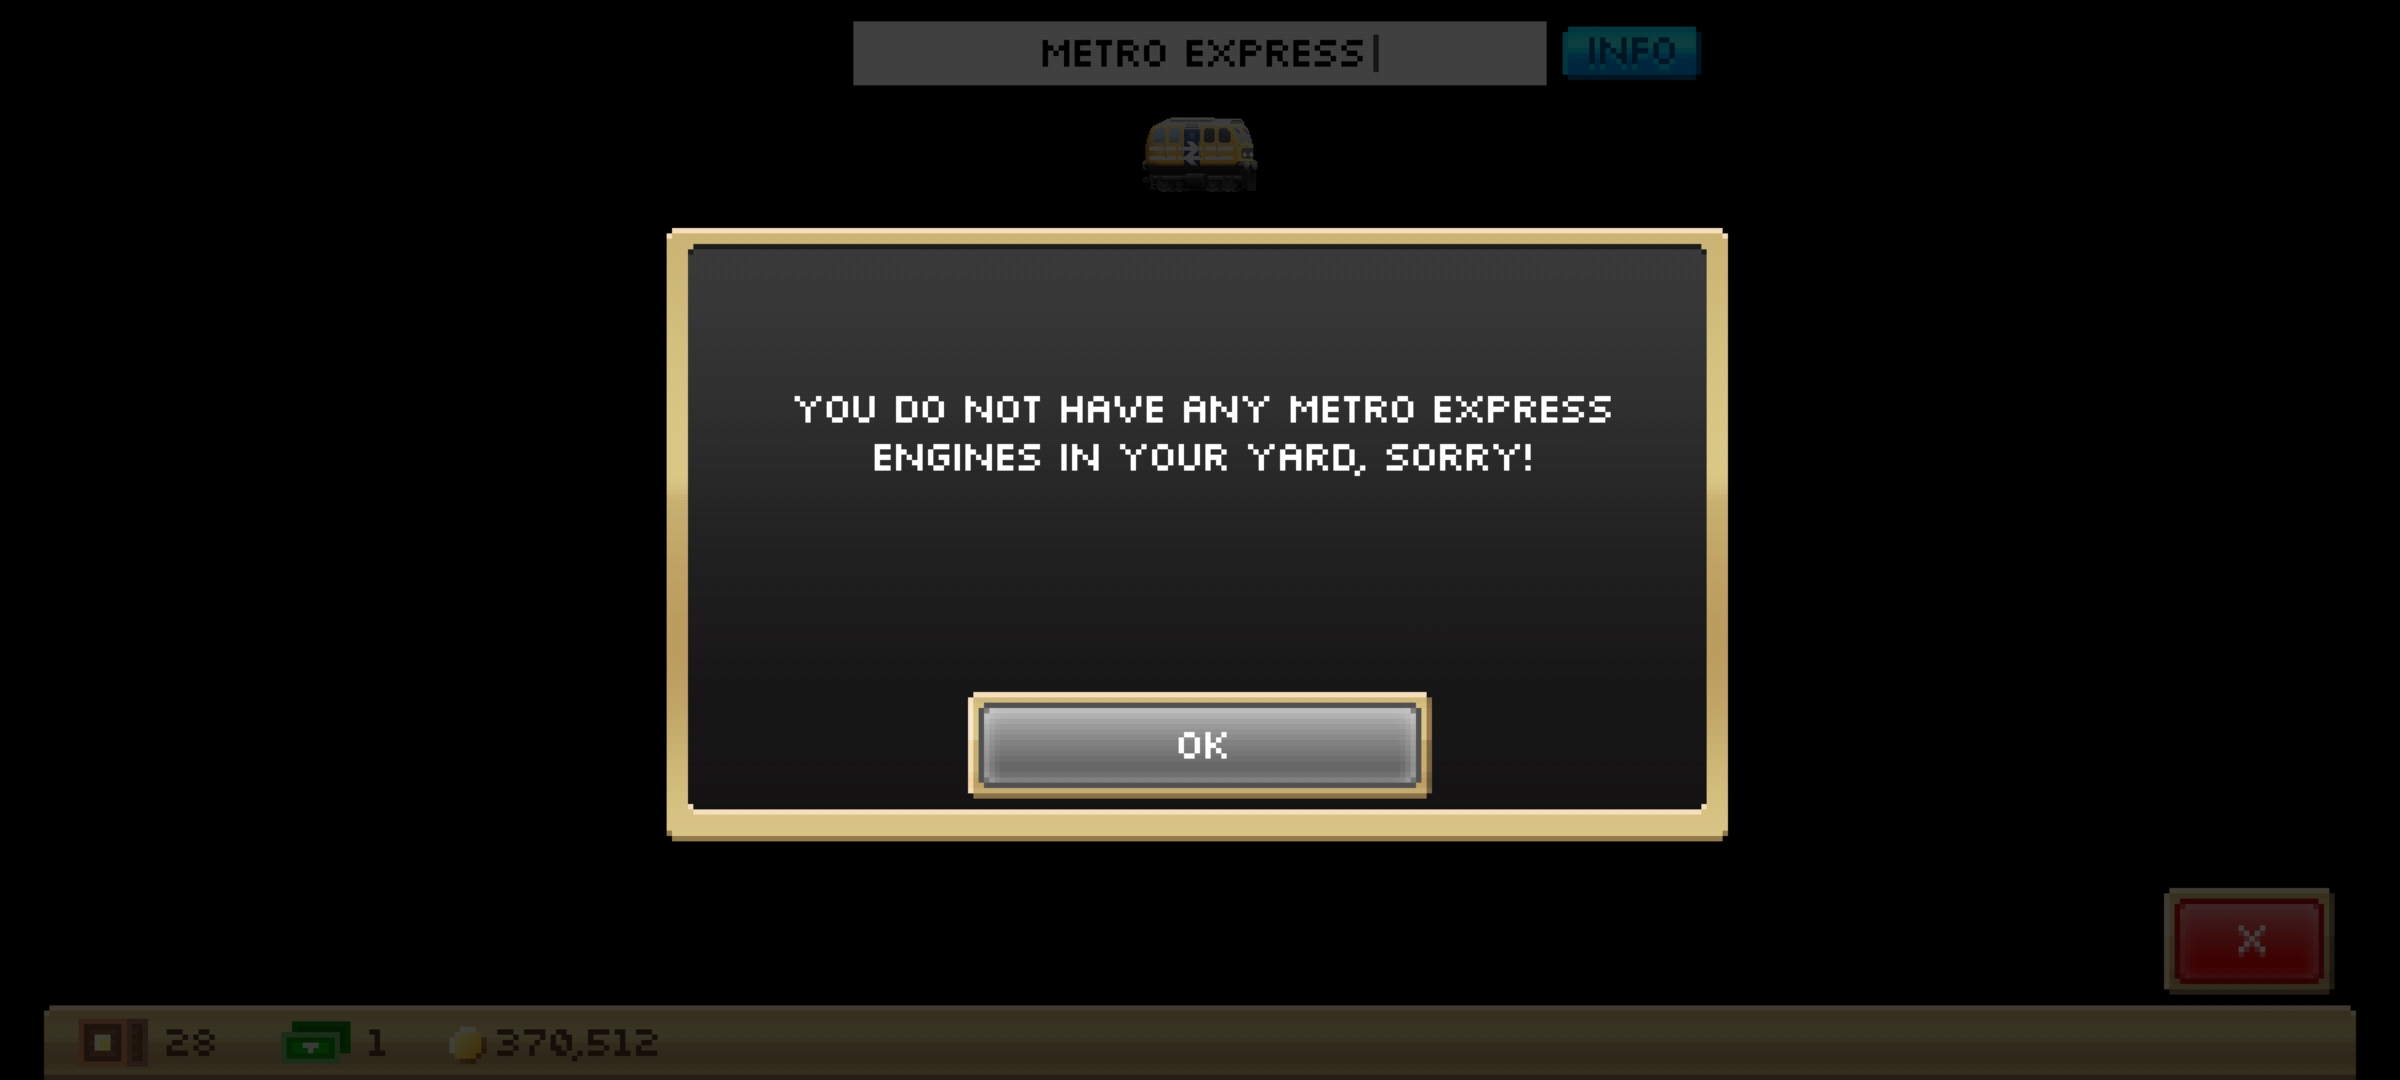 METRO EXPRESS
INFO
YOU DO NOT HAVE ANY METRO EXPRESS
ENGINES IN YOUR YARD, SORRY!
OK
X
28 1 370,512